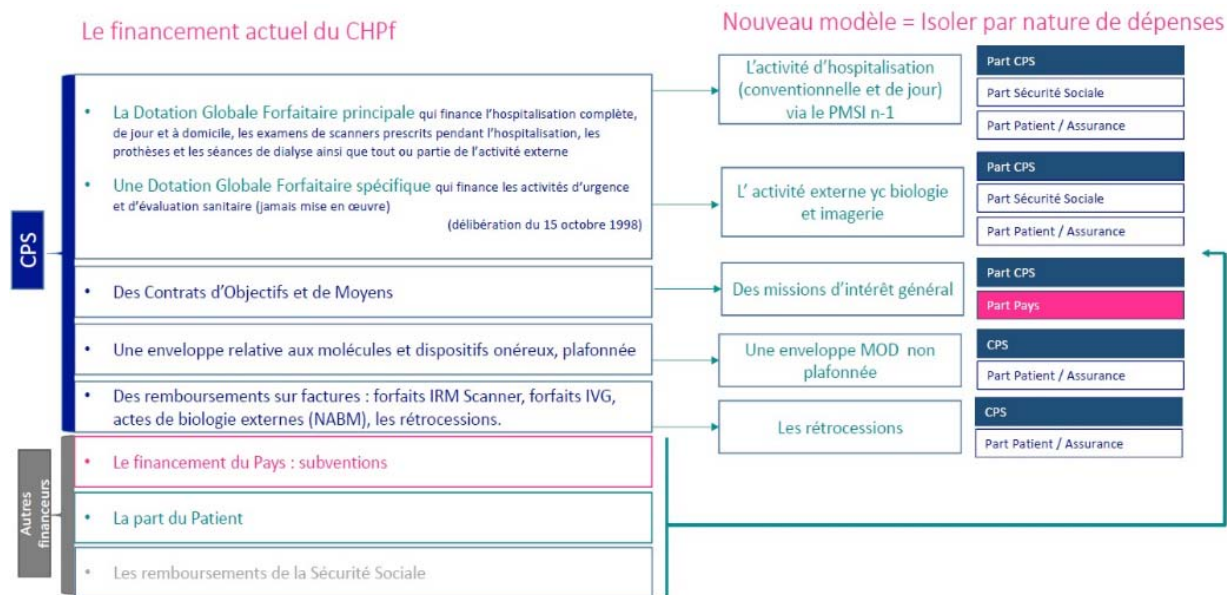 Le financement actuel du CHPf
Nouveau modèle = Isoler par nature de dépenses
CPS
• La Dotation Globale Forfaitaire principale qui finance l'hospitalisation complète,
de jour et à domicile, les examens de scanners prescrits pendant l'hospitalisation, les
prothèses et les séances de dialyse ainsi que tout ou partie de l'activité externe
• Une Dotation Globale Forfaitaire spécifique qui finance les activités d'urgence
et d'évaluation sanitaire (jamais mise en œuvre)
(délibération du 15 octobre 1998)
• Des Contrats d'Objectifs et de Moyens
• Une enveloppe relative aux molécules et dispositifs onéreux, plafonnée
• Des remboursements sur factures : forfaits IRM Scanner, forfaits IVG,
actes de biologie externes (NABM), les rétrocessions.
Autres
financeurs
• Le financement du Pays : subventions
• La part du Patient
• Les remboursements de la Sécurité Sociale
L'activité d'hospitalisation
(conventionnelle et de jour)
via le PMSI n-1
Part CPS
Part Sécurité Sociale
Part Patient / Assurance
L' activité externe yc biologie
et imagerie
Part CPS
Part Sécurité Sociale
Part Patient / Assurance
Des missions d'intérêt général
Part CPS
Part Pays
Une enveloppe MOD non
plafonnée
CPS
Part Patient / Assurance
Les rétrocessions
CPS
Part Patient / Assurance